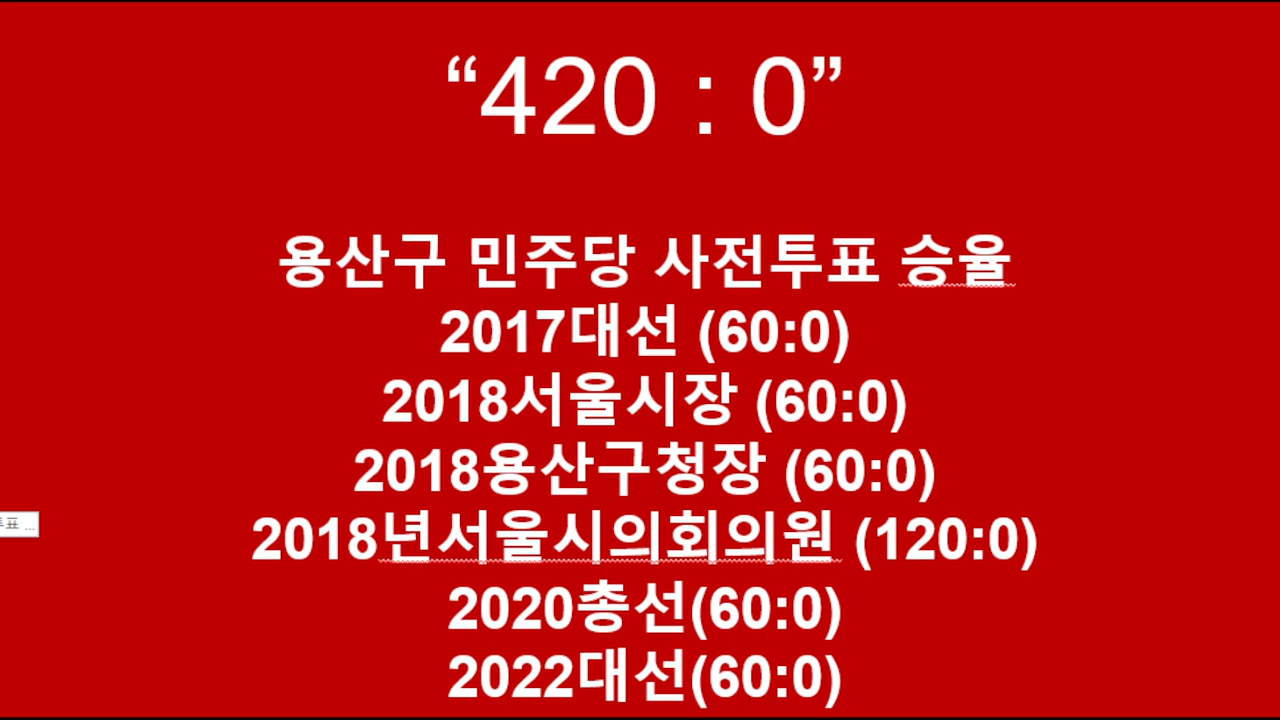 “420 : 0”
용산구 민주당 사전투표 승율
2017대선 (60:0)
2018서울시장 (60:0)
2018용산구청장 (60:0)
2018년서울시의회의원 (120:0)
투표 ...
2020총선(60:0)
2022대선(60:0)